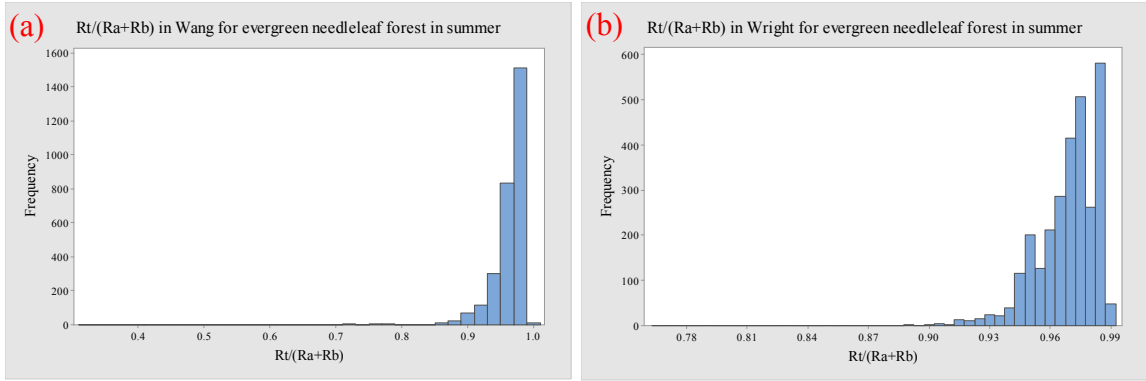 (a)
Rt/(Ra+Rb) in Wang for evergreen needleleaf forest in summer
1600
1400
1200
1000
800
600
400
200
0
Frequency
0.4 0.5 0.6 0.7 0.8 0.9 1.0
Rt/(Ra+Rb)
(b)
Rt/(Ra+Rb) in Wright for evergreen needleleaf forest in summer
600
500
400
300
200
100
0
Frequency
0.78 0.81 0.84 0.87 0.90 0.93 0.96 0.99
Rt/(Ra+Rb)